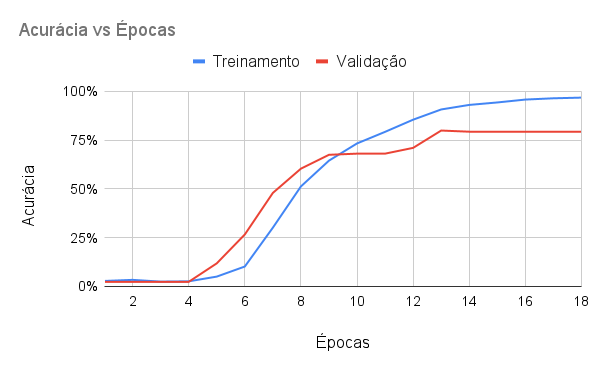 Acurácia vs Épocas
Treinamento Validação
Acurácia
100%
75%
50%
25%
0%
2 4 6 8 10 12 14 16 18
Épocas